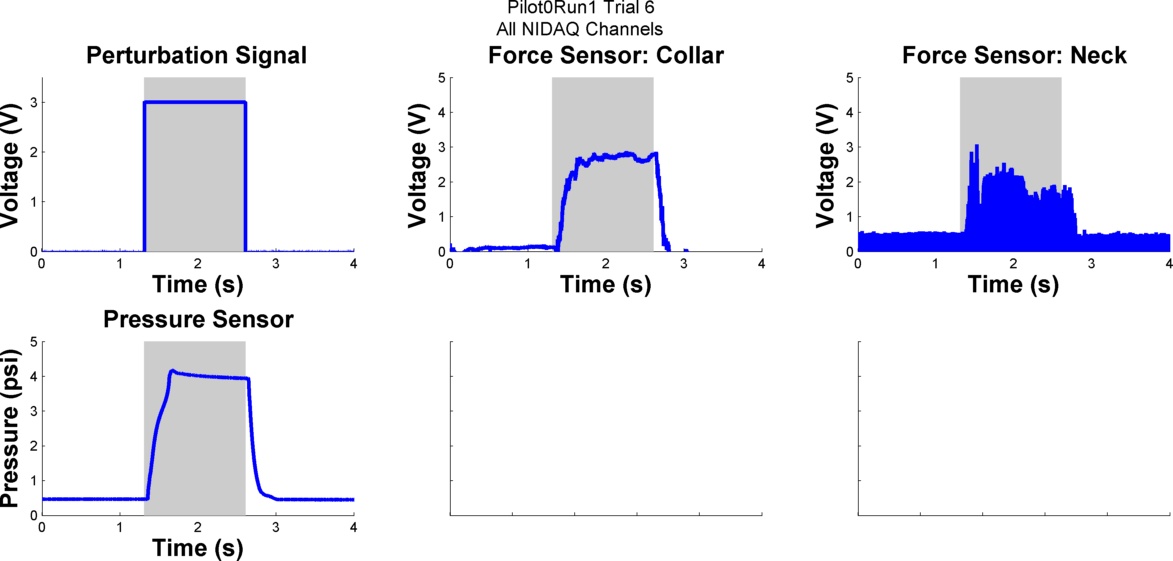 Pilot0Run1 Trial 6
All NIDAQ Channels
Perturbation Signal
Voltage (V)
3
2
1
0
0 1 2 3 4
Time (s)
Force Sensor: Collar
Voltage (V)
5
4
3
2
1
0
0 1 2 3 4
Time (s)
Force Sensor: Neck
Voltage (V)
5
4
3
2
1
0
0 1 2 3 4
Time (s)
Pressure Sensor
Pressure (psi)
5
4
3
2
1
0
0 1 2 3 4
Time (s)